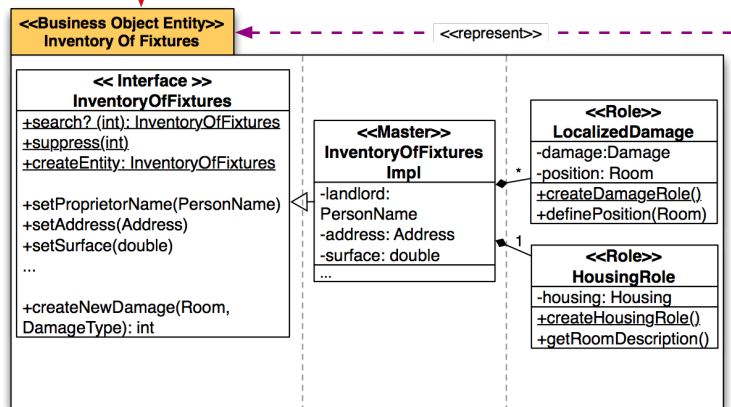 <<Business Object Entity>>
Inventory Of Fixtures
<<represent>>
<< Interface >>
InventoryOfFixtures
+search? (int): InventoryOfFixtures
+suppress(int)
+createEntity: InventoryOfFixtures
+setProprietorName(PersonName)
+setAddress(Address)
+setSurface(double)
...
+createNewDamage(Room,
DamageType): int
<<Master>>
InventoryOfFixtures
Impl
-landlord:
PersonName
-address: Address
-surface: double
...
*
1
<<Role>>
LocalizedDamage
-damage:Damage
-position: Room
+createDamageRole()
+definePosition(Room)
<<Role>>
HousingRole
-housing: Housing
+createHousingRole()
+getRoomDescription()